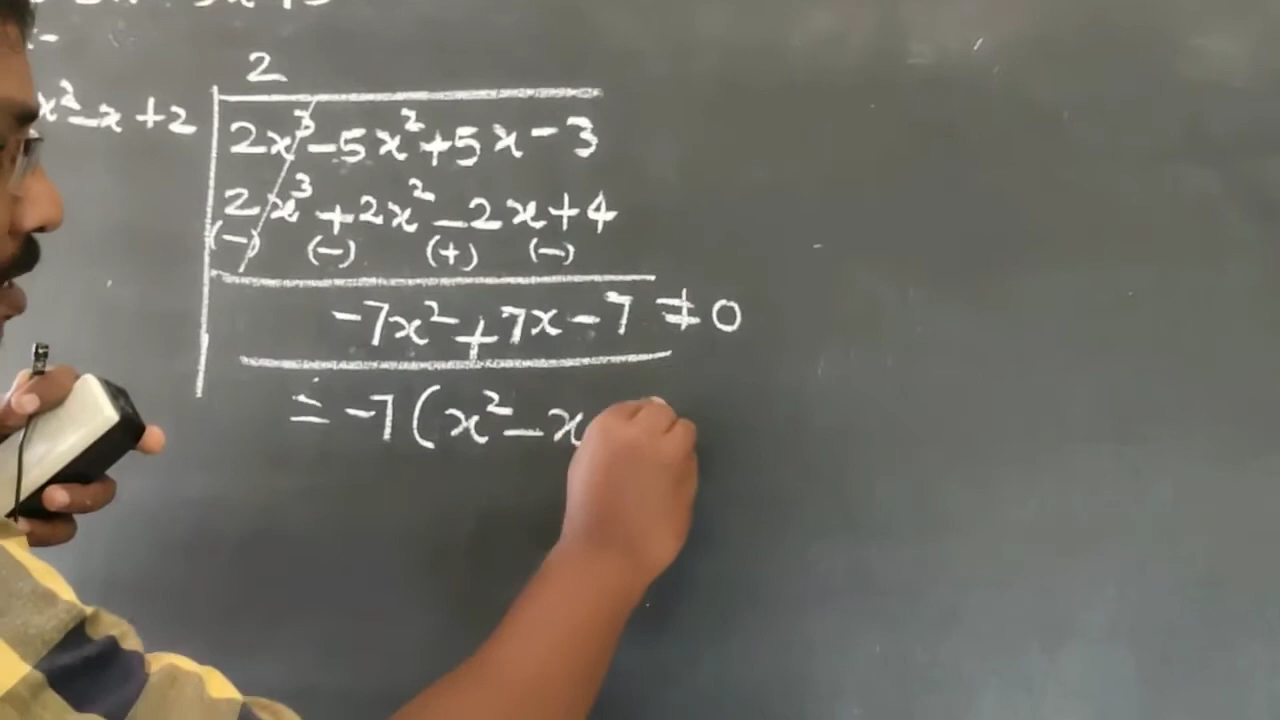 2
x² - x + 2 | 2x³ - 5x² + 5x - 3
2x³ + 2x² - 2x + 4
(-) (-) (+) (-)
-7x² + 7x - 7 ≠ 0
= -7(x² - x